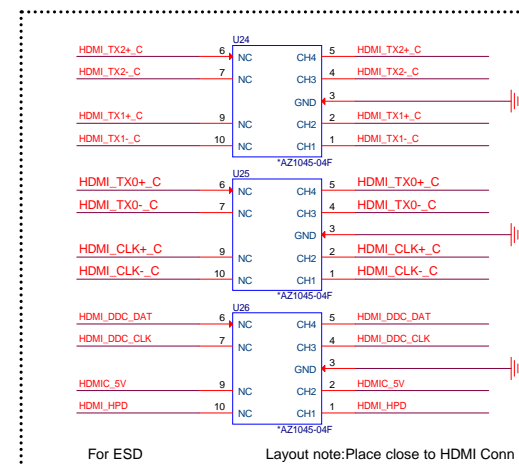 U24
HDMI_TX2+_C 6 NC CH4 5 HDMI_TX2+_C
HDMI_TX2-_C 7 NC CH3 4 HDMI_TX2-_C
GND 3
HDMI_TX1+_C 9 NC CH2 2 HDMI_TX1+_C
HDMI_TX1-_C 10 NC CH1 1 HDMI_TX1-_C
*AZ1045-04F
U25
HDMI_TX0+_C 6 NC CH4 5 HDMI_TX0+_C
HDMI_TX0-_C 7 NC CH3 4 HDMI_TX0-_C
GND 3
HDMI_CLK+_C 9 NC CH2 2 HDMI_CLK+_C
HDMI_CLK-_C 10 NC CH1 1 HDMI_CLK-_C
*AZ1045-04F
U26
HDMI_DDC_DAT 6 NC CH4 5 HDMI_DDC_DAT
HDMI_DDC_CLK 7 NC CH3 4 HDMI_DDC_CLK
GND 3
HDMIC_5V 9 NC CH2 2 HDMIC_5V
HDMI_HPD 10 NC CH1 1 HDMI_HPD
*AZ1045-04F
For ESD Layout note:Place close to HDMI Conn